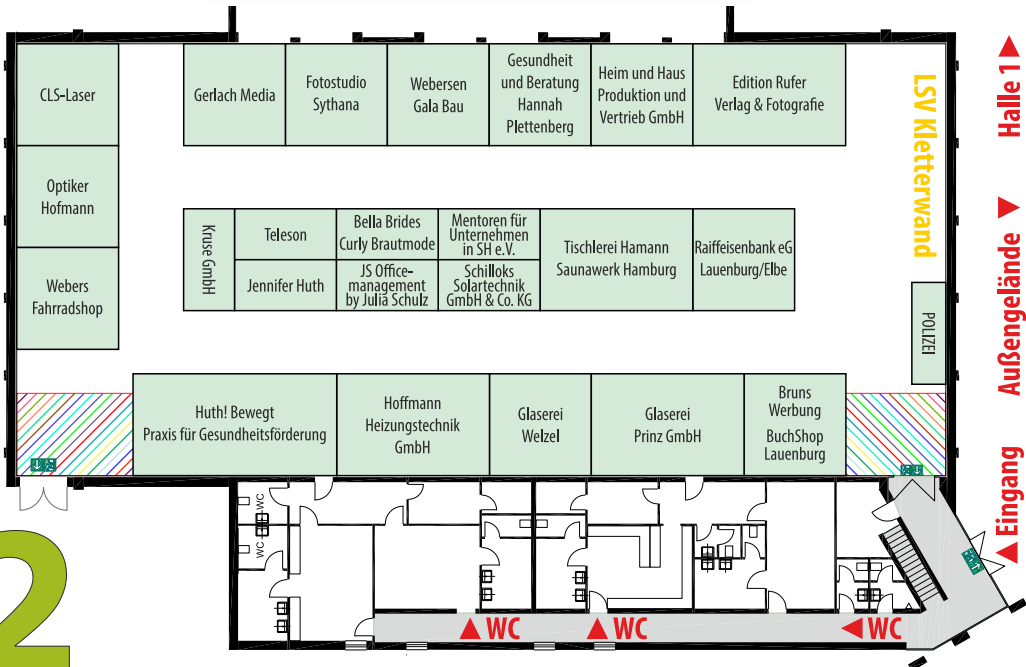 CLS-Laser
Gerlach Media
Fotostudio
Sythana
Webersen
Gala Bau
Gesundheit
und Beratung
Hannah
Plettenberg
Heim und Haus
Produktion und
Vertrieb GmbH
Edition Rufer
Verlag & Fotografie
LSV Kletterwand
Halle 1
Optiker
Hofmann
Webers
Fahrradshop
Kruse GmbH
Teleson
Jennifer Huth
Bella Brides
Curly Brautmode
JS Office-
management
by Julia Schulz
Mentoren für
Unternehmen
in SH e.V.
Schilloks
Solartechnik
GmbH & Co. KG
Tischlerei Hamann
Saunawerk Hamburg
Raiffeisenbank eG
Lauenburg/Elbe
Außengelände
POLIZEI
Huth! Bewegt
Praxis für Gesundheitsförderung
Hoffmann
Heizungstechnik
GmbH
Glaserei
Welzel
Glaserei
Prinz GmbH
Bruns
Werbung
BuchShop
Lauenburg
Eingang
WC
WC
2
WC
WC
WC